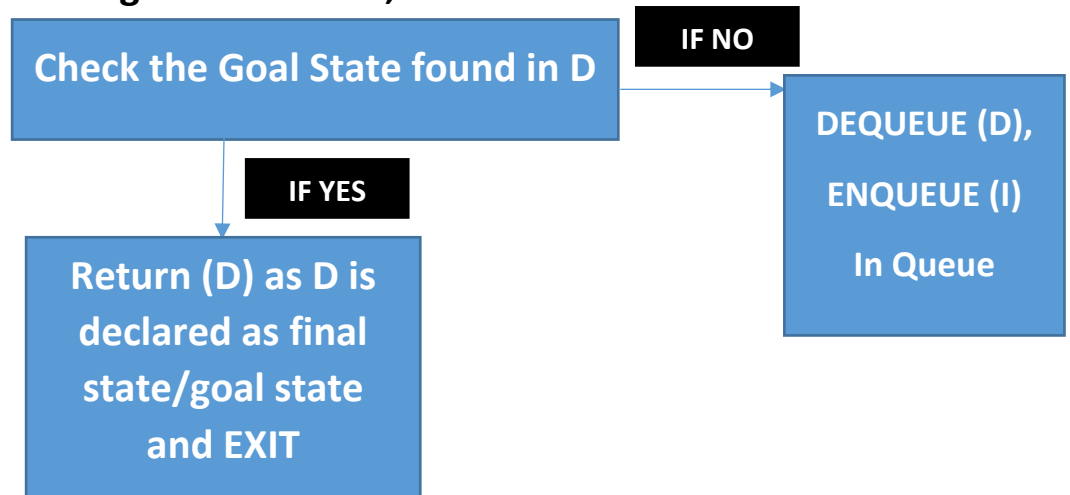 Check the Goal State found in D
IF NO
DEQUEUE (D),
ENQUEUE (I)
In Queue
IF YES
Return (D) as D is
declared as final
state/goal state
and EXIT